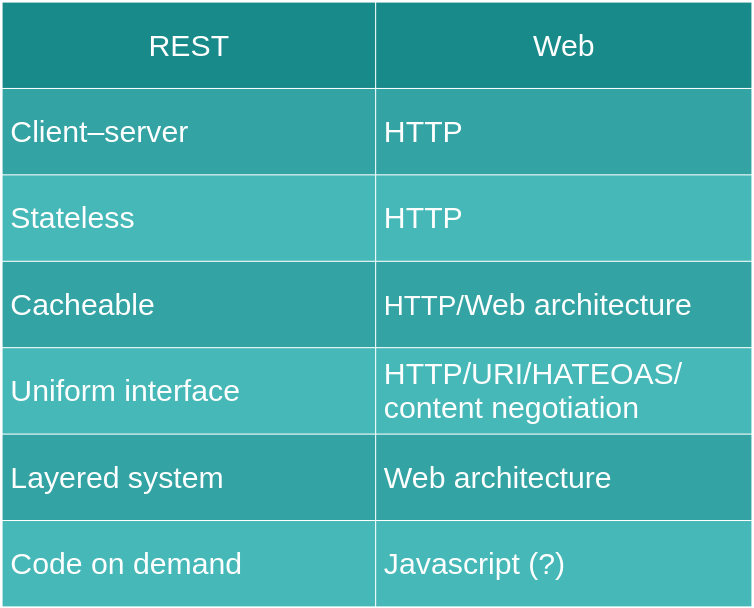 REST
Web
Client–server
HTTP
Stateless
HTTP
Cacheable
HTTP/Web architecture
Uniform interface
HTTP/URI/HATEOAS/
content negotiation
Layered system
Web architecture
Code on demand
Javascript (?)